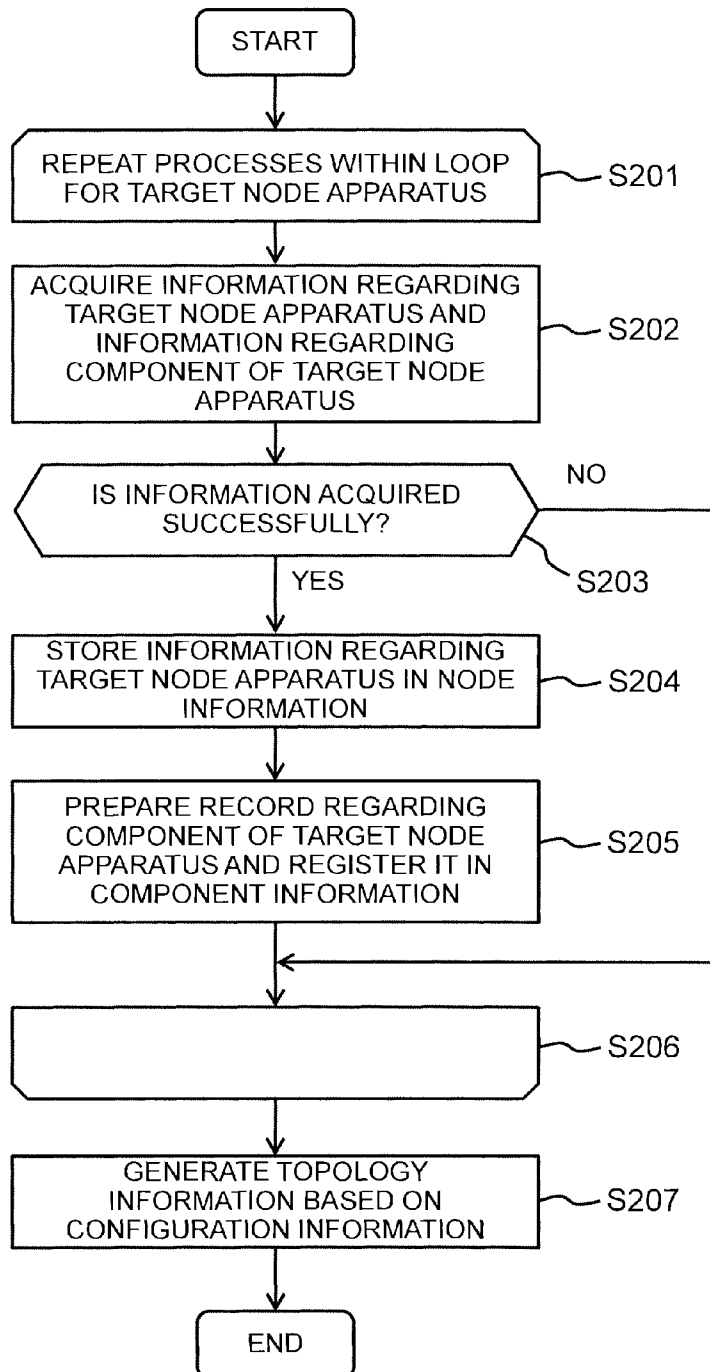 START
REPEAT PROCESSES WITHIN LOOP
FOR TARGET NODE APPARATUS
S201
ACQUIRE INFORMATION REGARDING
TARGET NODE APPARATUS AND
INFORMATION REGARDING
COMPONENT OF TARGET NODE
APPARATUS
S202
IS INFORMATION ACQUIRED
SUCCESSFULLY?
NO
S203
YES
STORE INFORMATION REGARDING
TARGET NODE APPARATUS IN NODE
INFORMATION
S204
PREPARE RECORD REGARDING
COMPONENT OF TARGET NODE
APPARATUS AND REGISTER IT IN
COMPONENT INFORMATION
S205
S206
GENERATE TOPOLOGY
INFORMATION BASED ON
CONFIGURATION INFORMATION
S207
END